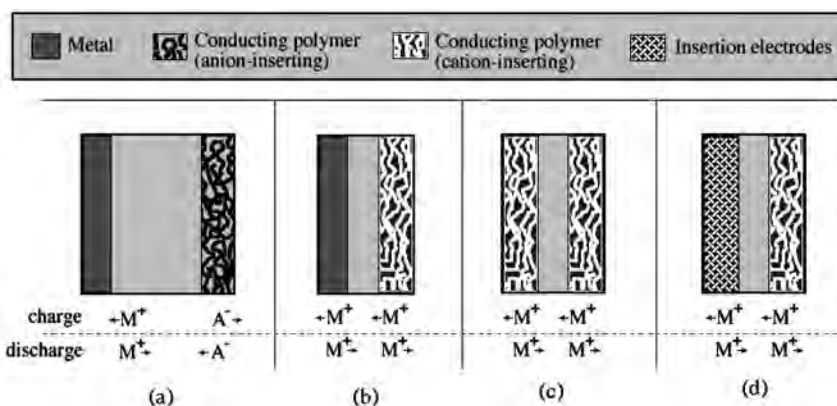 Metal
Conducting polymer
(anion-inserting)
Conducting polymer
(cation-inserting)
Insertion electrodes
charge ←M⁺ A⁻→ ←M⁺ ←M⁺ ←M⁺ ←M⁺ ←M⁺ ←M⁺
discharge M⁺→ ←A⁻ M⁺→ M⁺→ M⁺→ M⁺→ M⁺→ M⁺→
(a) (b) (c) (d)